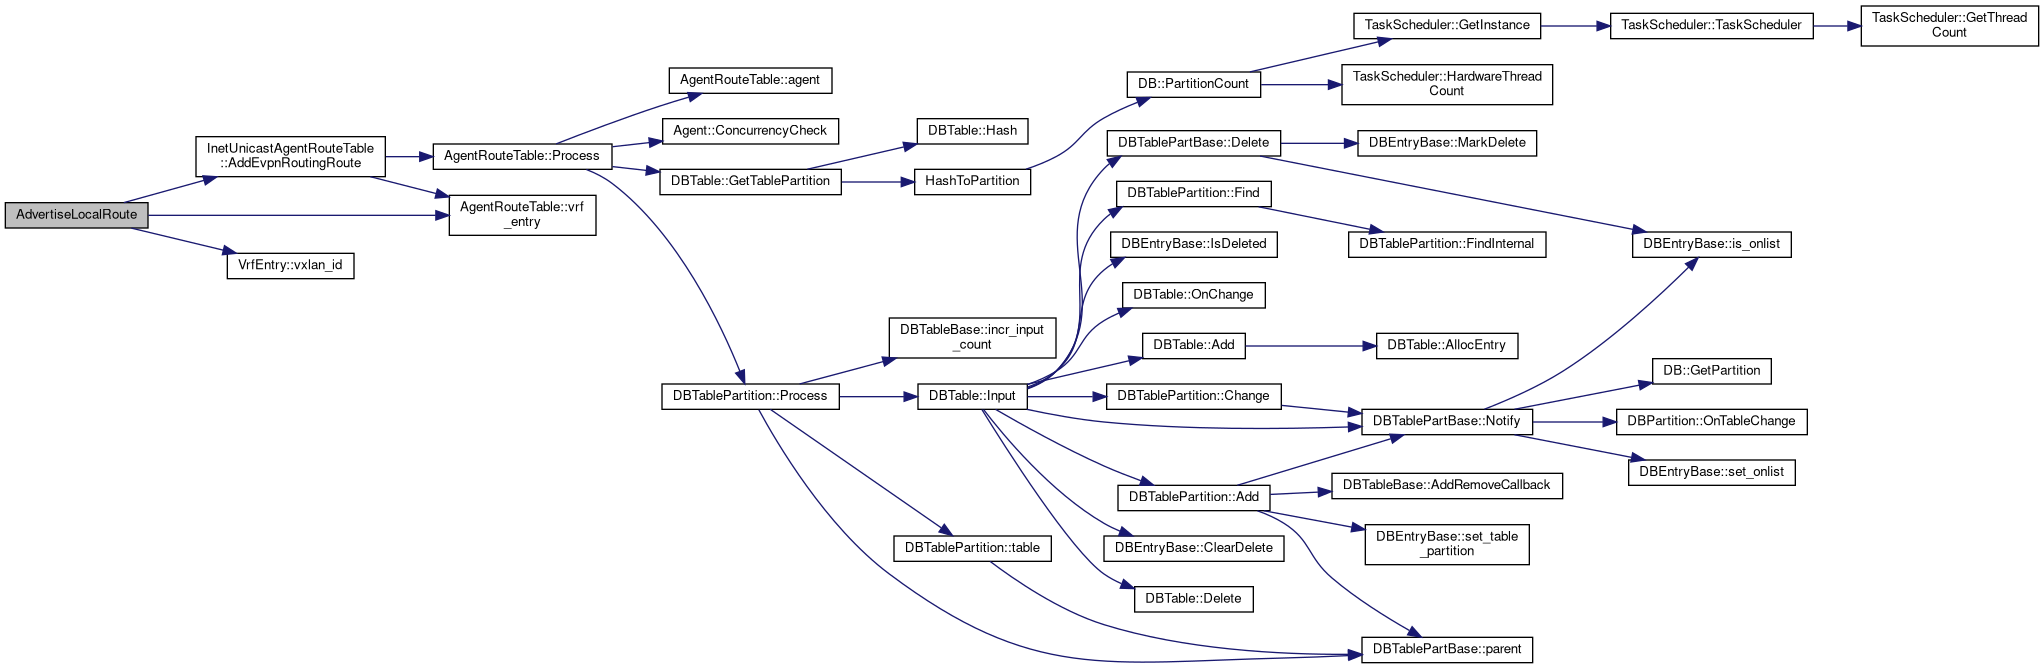 AdvertiseLocalRoute
InetUnicastAgentRouteTable
::AddEvpnRoutingRoute
AgentRouteTable::vrf
_entry
VrfEntry::vxlan_id
AgentRouteTable::Process
AgentRouteTable::agent
Agent::ConcurrencyCheck
DBTable::GetTablePartition
DBTable::Hash
HashToPartition
DB::PartitionCount
TaskScheduler::GetInstance
TaskScheduler::TaskScheduler
TaskScheduler::GetThread
Count
TaskScheduler::HardwareThread
Count
DBTablePartition::Process
DBTableBase::incr_input
_count
DBTable::Input
DBTablePartition::table
DBTablePartBase::Delete
DBEntryBase::MarkDelete
DBTablePartition::Find
DBTablePartition::FindInternal
DBEntryBase::IsDeleted
DBEntryBase::is_onlist
DBTable::OnChange
DBTable::Add
DBTable::AllocEntry
DBTablePartition::Change
DBTablePartBase::Notify
DB::GetPartition
DBPartition::OnTableChange
DBEntryBase::set_onlist
DBTablePartition::Add
DBTableBase::AddRemoveCallback
DBEntryBase::set_table
_partition
DBEntryBase::ClearDelete
DBTable::Delete
DBTablePartBase::parent